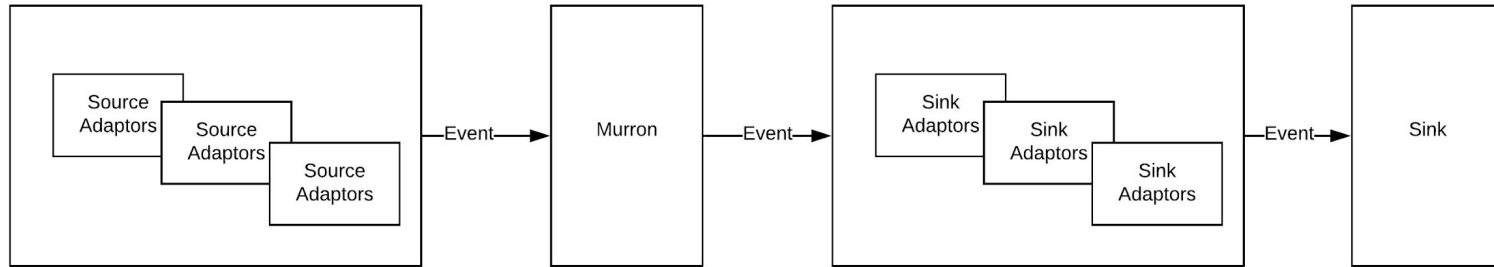 Source
Adaptors
Source
Adaptors
Source
Adaptors
Event
Murron
Event
Sink
Adaptors
Sink
Adaptors
Sink
Adaptors
Event
Sink